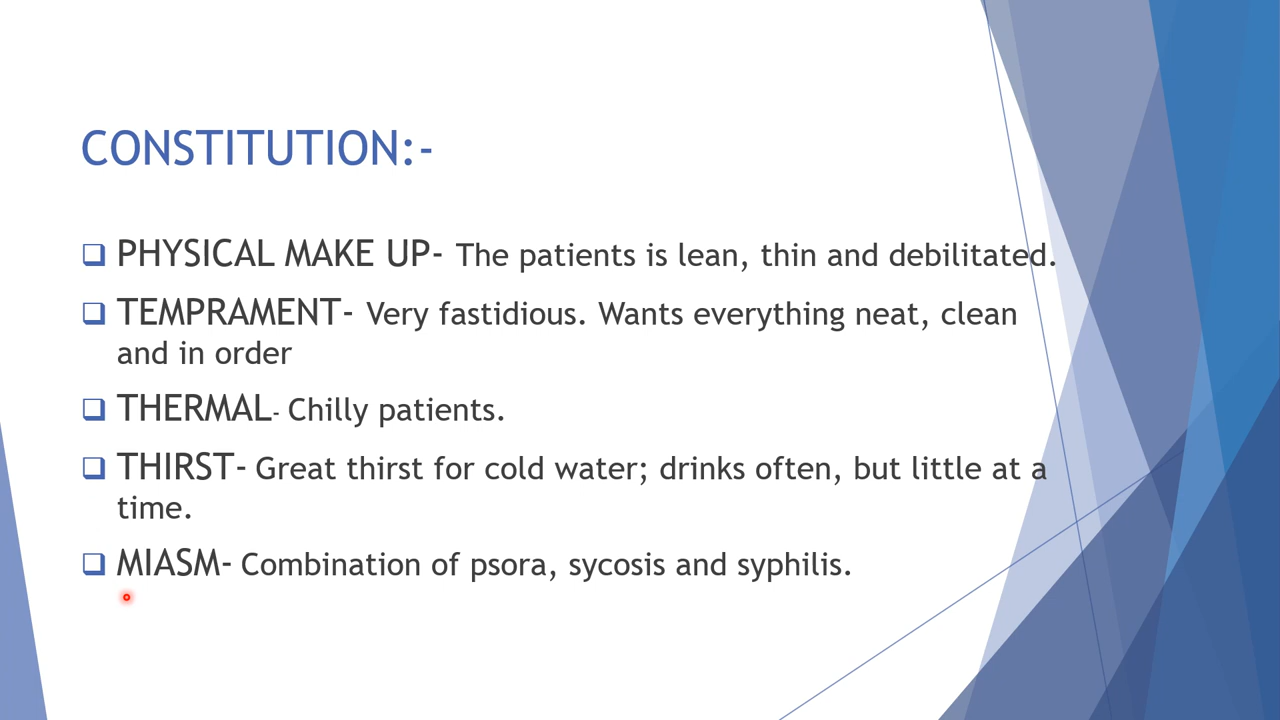 CONSTITUTION:-
PHYSICAL MAKE UP- The patients is lean, thin and debilitated.
TEMPRAMENT- Very fastidious. Wants everything neat, clean
and in order
THERMAL- Chilly patients.
THIRST- Great thirst for cold water; drinks often, but little at a
time.
MIASM- Combination of psora, sycosis and syphilis.